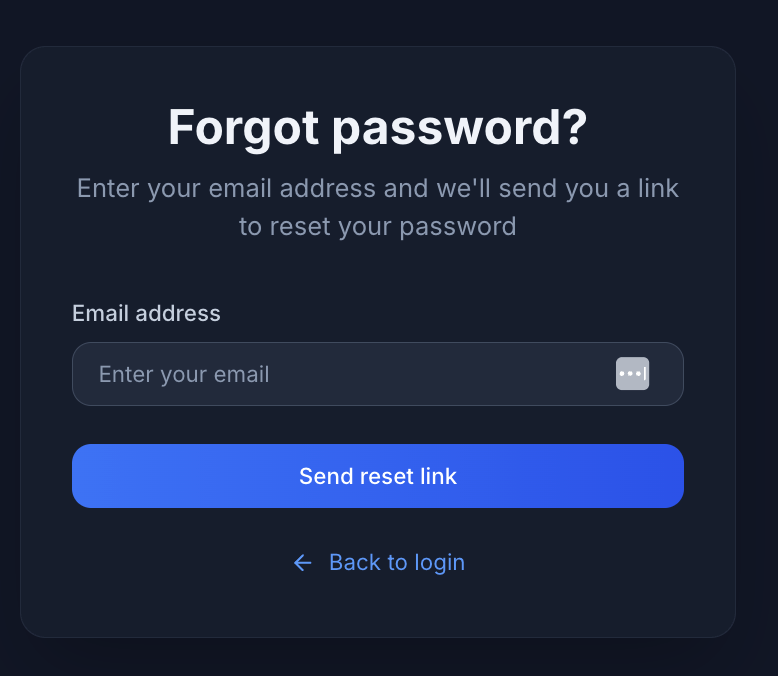 Forgot password?
Enter your email address and we'll send you a link
to reset your password
Email address
Enter your email
Send reset link
← Back to login